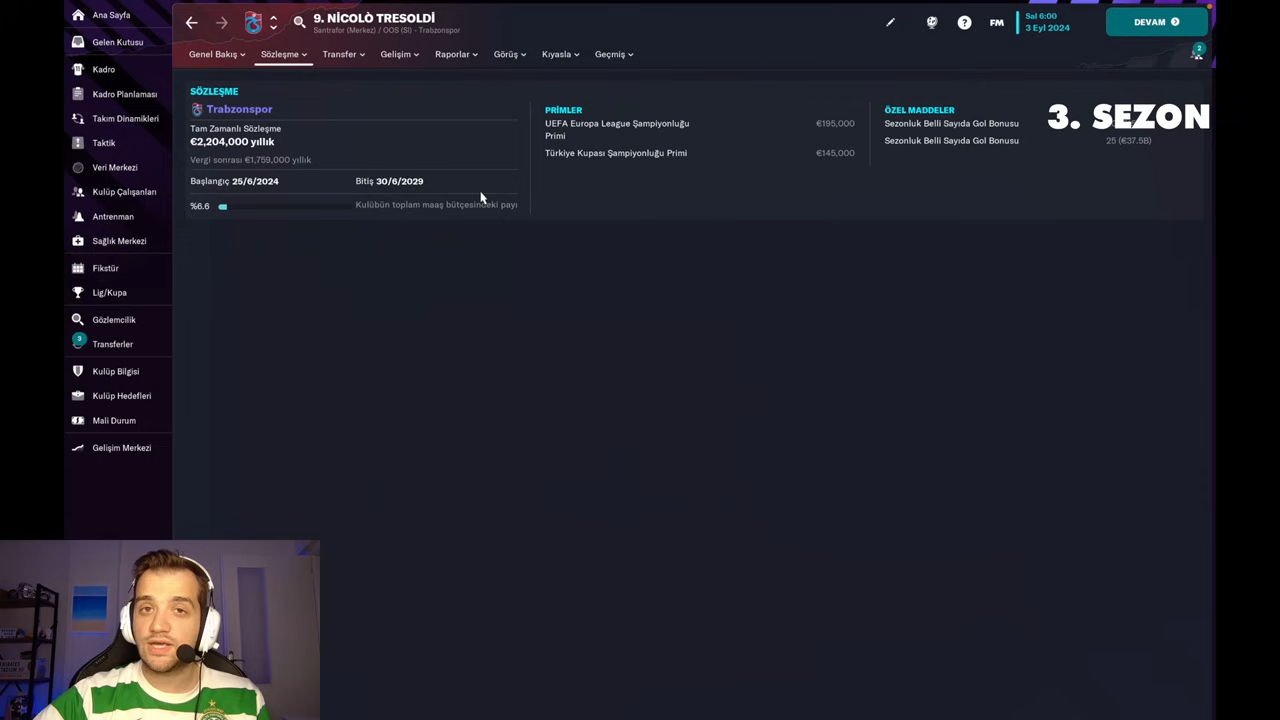 Ana Sayfa
Gelen Kutusu
Kadro
Kadro Planlaması
Takım Dinamikleri
Taktik
Veri Merkezi
Kulüp Çalışanları
Antrenman
Sağlık Merkezi
Fikstür
Lig/Kupa
Gözlemcilik
3
Transferler
Kulüp Bilgisi
Kulüp Hedefleri
Mali Durum
Gelişim Merkezi
9. NİCOLÒ TRESOLDİ
Santrafor (Merkez) / OOS (Sl) - Trabzonspor
FM
Sal 6:00
3 Eyl 2024
DEVAM
Genel Bakış
Sözleşme
Transfer
Gelişim
Raporlar
Görüş
Kıyasla
Geçmiş
2
SÖZLEŞME
Trabzonspor
Tam Zamanlı Sözleşme
€2,204,000 yıllık
Vergi sonrası €1,759,000 yıllık
Başlangıç 25/6/2024
Bitiş 30/6/2029
%6.6
Kulübün toplam maaş bütçesindeki payı
PRİMLER
UEFA Europa League Şampiyonluğu
Primi
€195,000
Türkiye Kupası Şampiyonluğu Primi
€145,000
ÖZEL MADDELER
Sezonluk Belli Sayıda Gol Bonusu
Sezonluk Belli Sayıda Gol Bonusu
25 (€37.5B)
3. SEZON